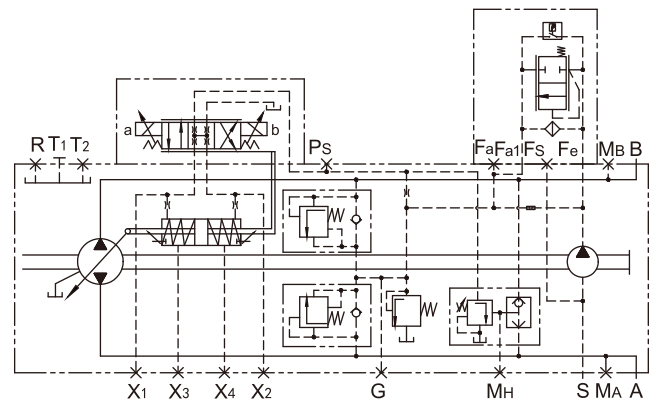 a b
R T1 T2 PS Fa Fa1 FS Fe MB B
X1 X3 X4 X2 G MH S MA A